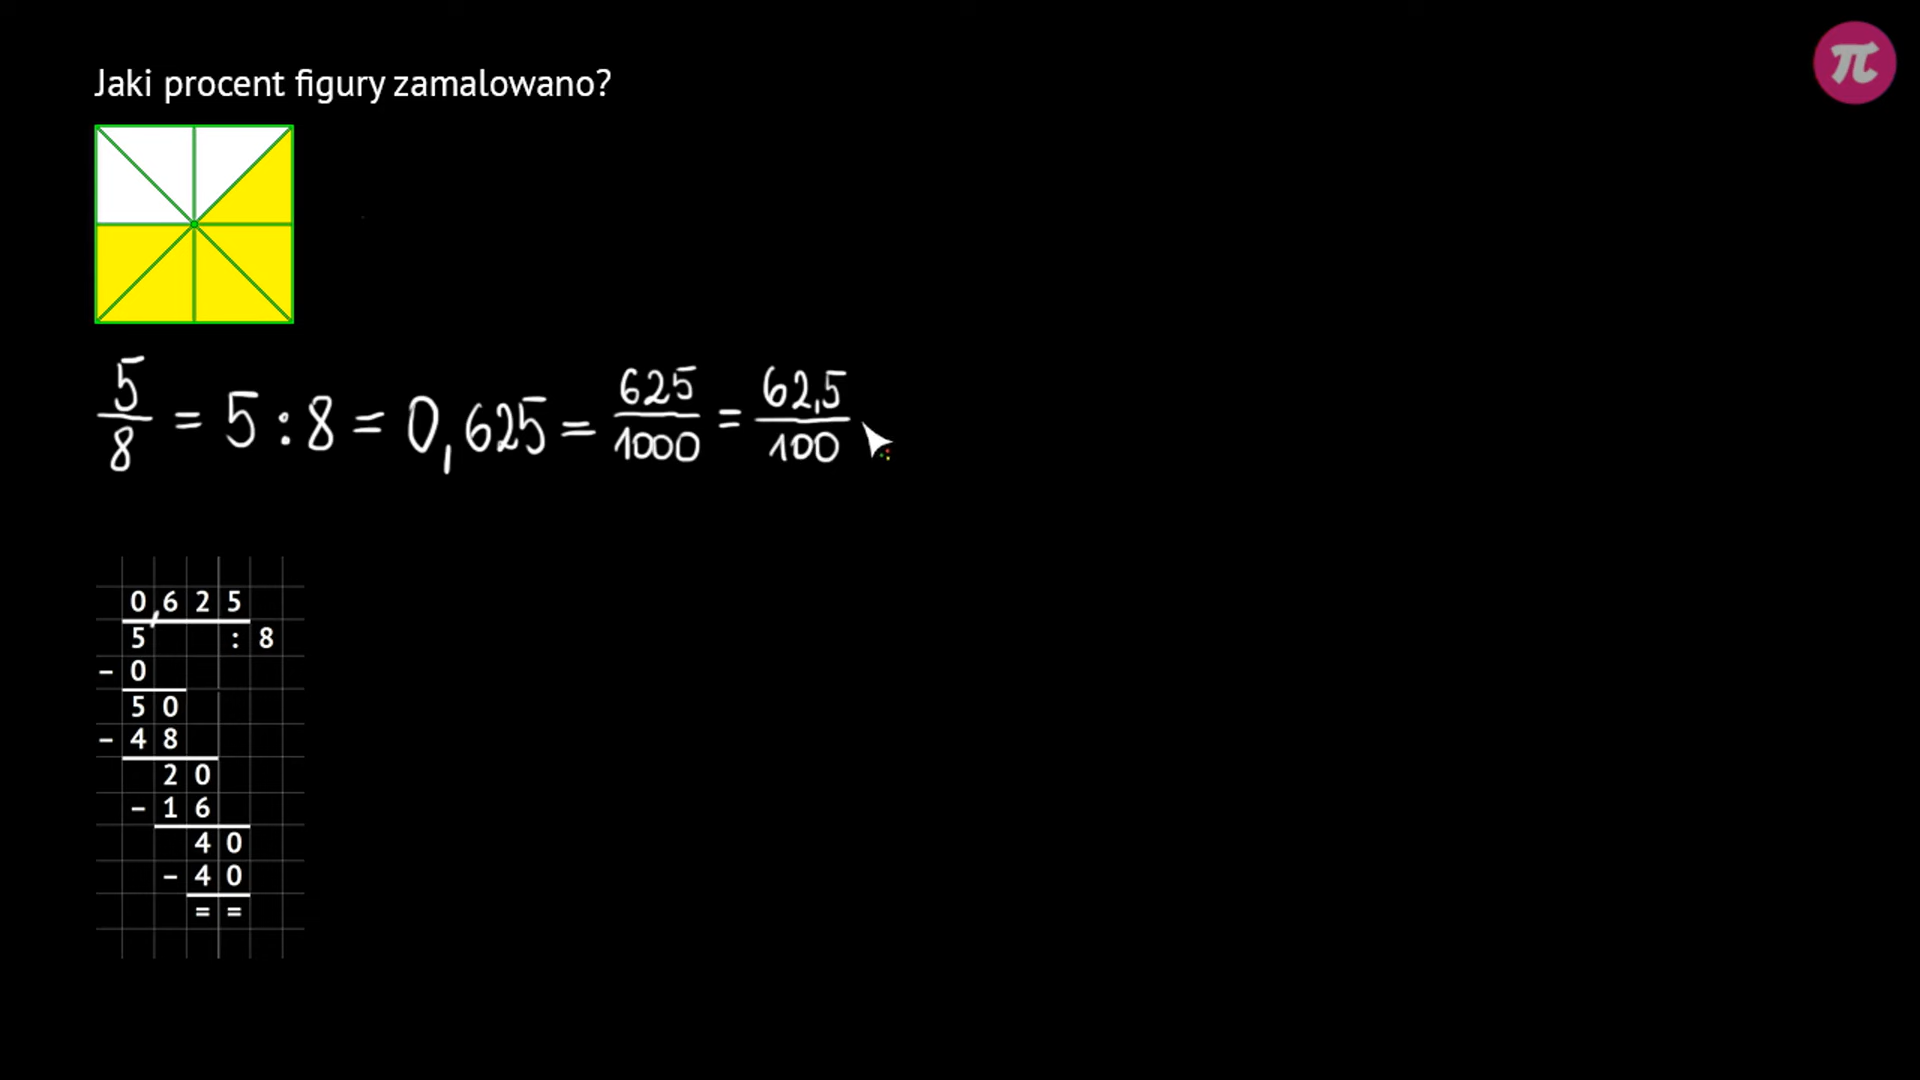 π
Jaki procent figury zamalowano?
5/8 = 5 : 8 = 0,625 = 625/1000 = 62,5/100
0,625
5 : 8
- 0
50
- 48
20
- 16
40
- 40
= =